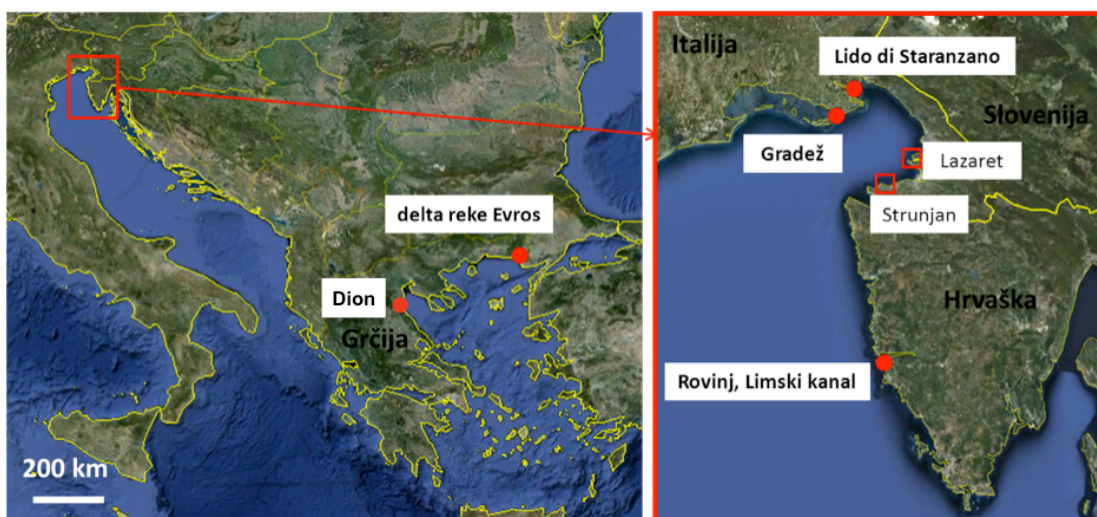 delta reke Evros
Dion
Grčija
200 km
Italija
Lido di Staranzano
Slovenija
Gradež
Lazaret
Strunjan
Hrvaška
Rovinj, Limski kanal